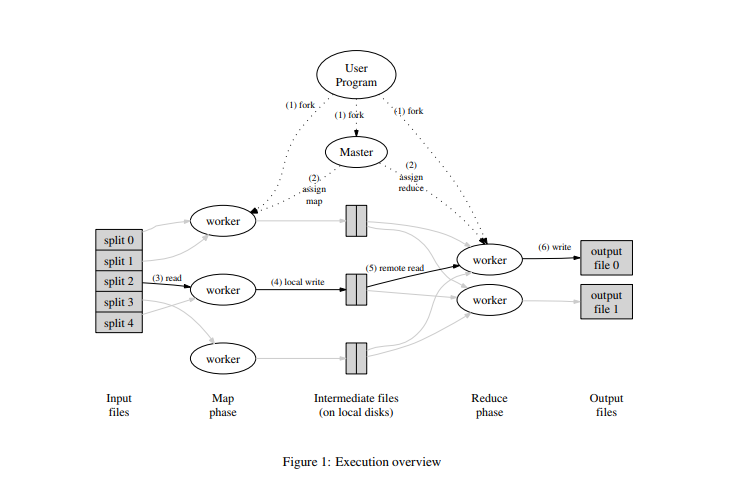 User
Program
(1) fork
(1) fork
(1) fork
Master
(2)
assign
map
(2)
assign
reduce
worker
split 0
split 1
split 2
split 3
split 4
(3) read
worker
(4) local write
(5) remote read
worker
(6) write
output
file 0
worker
output
file 1
worker
Input
files
Map
phase
Intermediate files
(on local disks)
Reduce
phase
Output
files
Figure 1: Execution overview